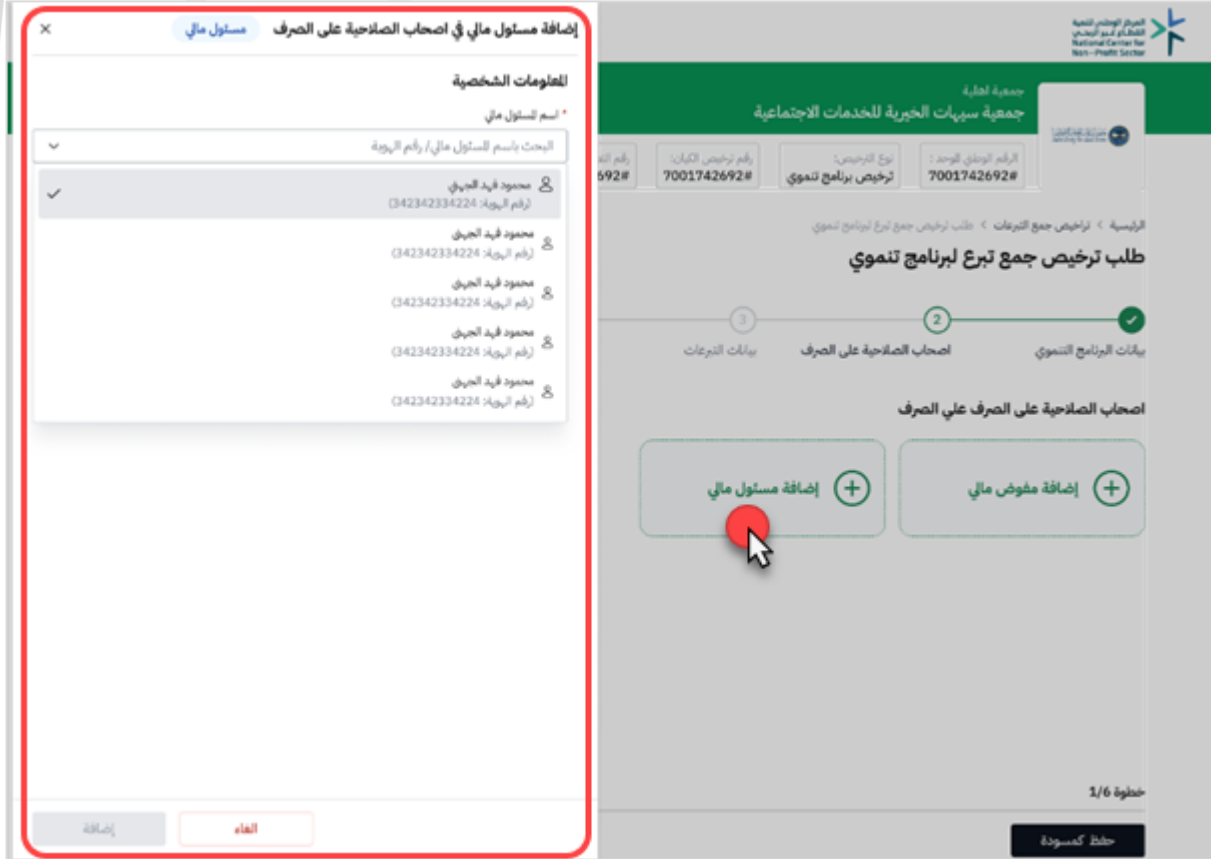 المركز الوطني لتنمية
القطاع غير الربحي
National Center for
Non-Profit Sector
جمعية اهلية
جمعية سيهات الخيرية للخدمات الاجتماعية
الرقم الوطني الموحد :
7001742692#
نوع الترخيص:
ترخيص برنامج تنموي
رقم ترخيص الكيان:
7001742692#
692#
الرئيسية > تراخيص جمع التبرعات > طلب ترخيص جمع تبرع لبرنامج تنموي
طلب ترخيص جمع تبرع لبرنامج تنموي
2
3
بيانات البرنامج التنموي
اصحاب الصلاحية على الصرف
بيانات التبرعات
اصحاب الصلاحية على الصرف علي الصرف
إضافة مفوض مالي
إضافة مسئول مالي
خطوة 1/6
حفظ كمسودة
إضافة مسئول مالي في اصحاب الصلاحية على الصرف
مسئول مالي
المعلومات الشخصية
* اسم المسئول مالي
البحث باسم المسئول مالي/ رقم الهوية
محمود فهد الجهني
(رقم الهوية: 342342334224)
محمود فهد الجهني
(رقم الهوية: 342342334224)
محمود فهد الجهني
(رقم الهوية: 342342334224)
محمود فهد الجهني
(رقم الهوية: 342342334224)
محمود فهد الجهني
(رقم الهوية: 342342334224)
الغاء
إضافة